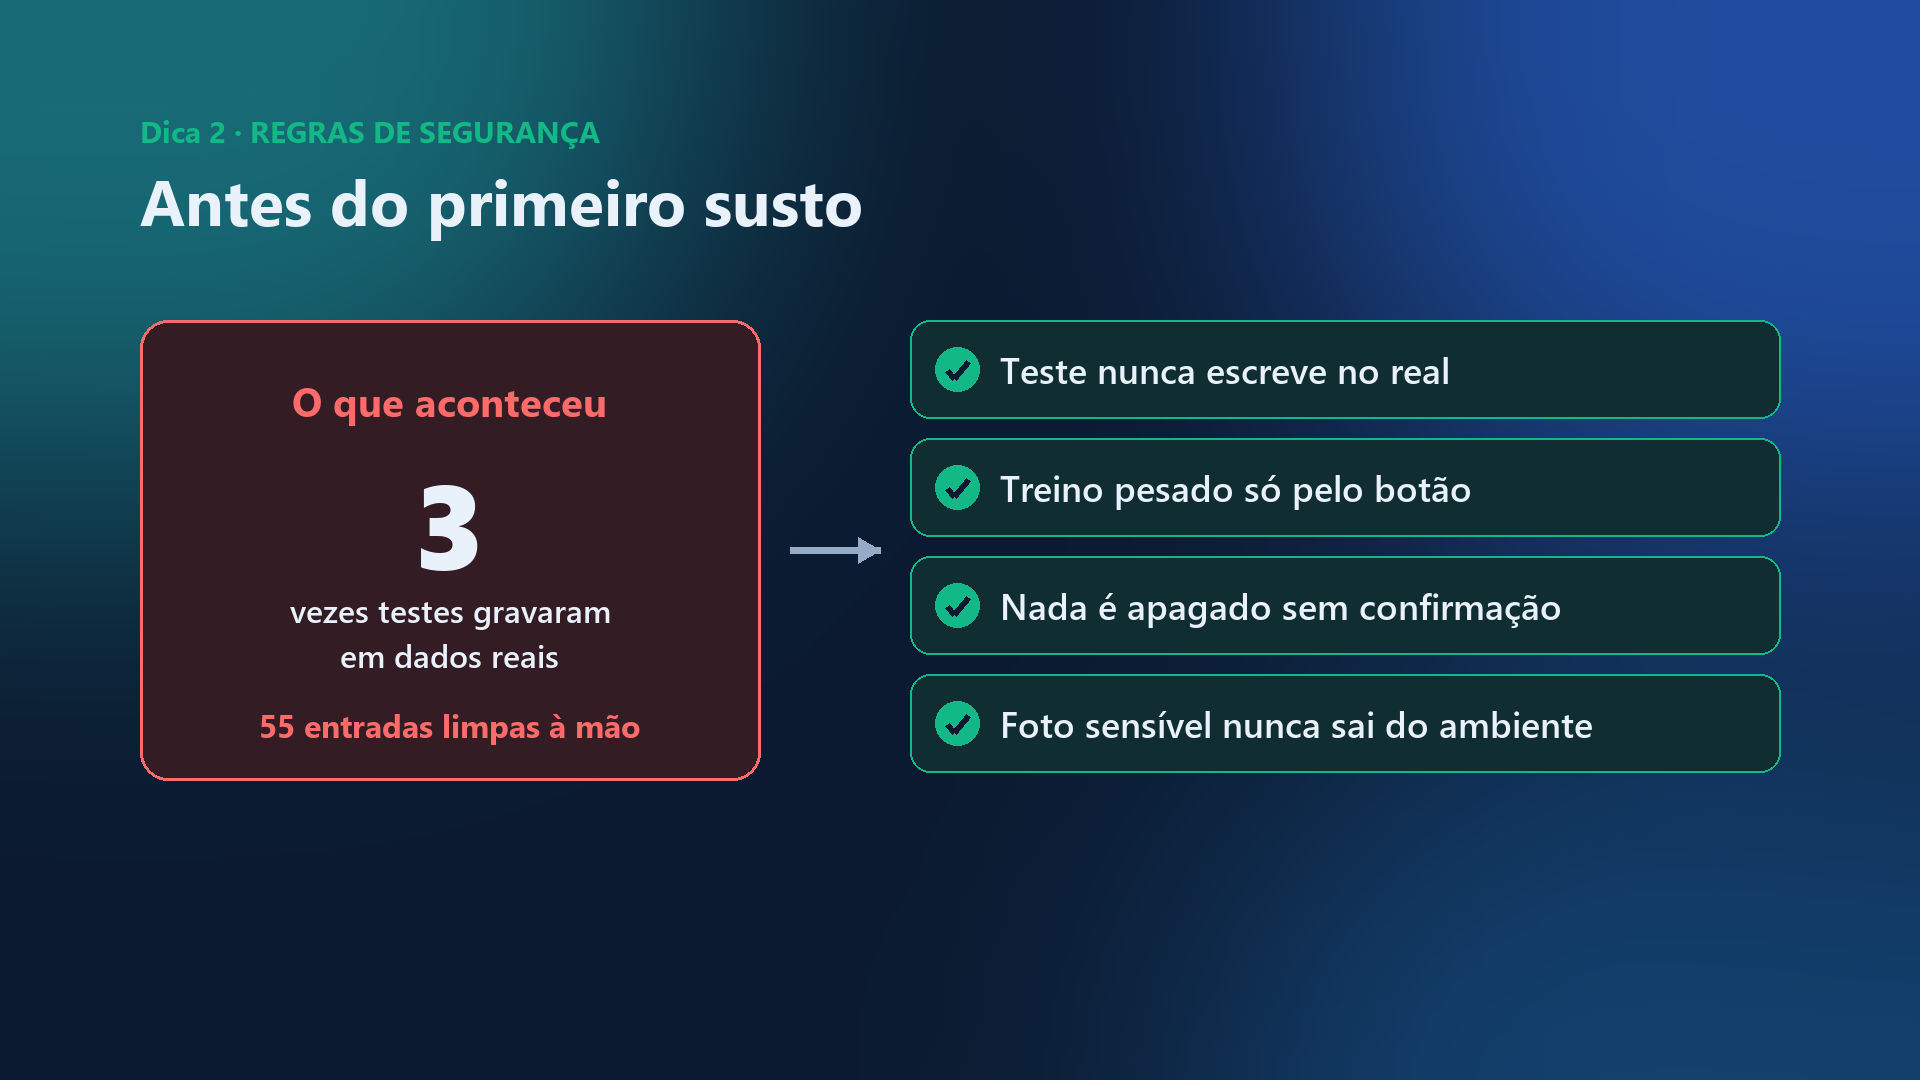 Dica 2 · REGRAS DE SEGURANÇA
Antes do primeiro susto
O que aconteceu
3
vezes testes gravaram
em dados reais
55 entradas limpas à mão
Teste nunca escreve no real
Treino pesado só pelo botão
Nada é apagado sem confirmação
Foto sensível nunca sai do ambiente